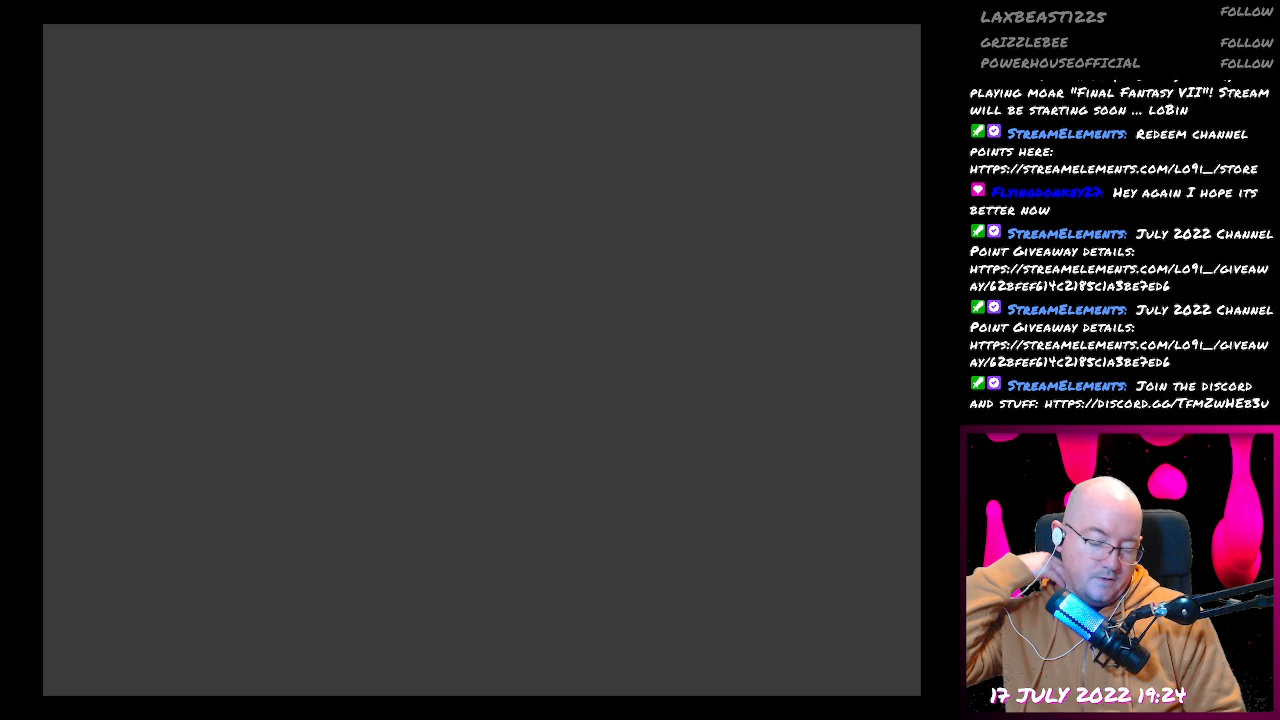 LAXBEAST1225 FOLLOW
GRIZZLEBEE FOLLOW
POWERHOUSEOFFICIAL FOLLOW
PLAYING MOAR "FINAL FANTASY VII"! STREAM
WILL BE STARTING SOON ... LO8IN
STREAMELEMENTS: REDEEM CHANNEL
POINTS HERE:
HTTPS://STREAMELEMENTS.COM/LO9I_/STORE
FLYINGDONKEY27: HEY AGAIN I HOPE ITS
BETTER NOW
STREAMELEMENTS: JULY 2022 CHANNEL
POINT GIVEAWAY DETAILS:
HTTPS://STREAMELEMENTS.COM/LO9I_/GIVEAW
AY/62BFEF614C2185C1A3BE7ED6
STREAMELEMENTS: JULY 2022 CHANNEL
POINT GIVEAWAY DETAILS:
HTTPS://STREAMELEMENTS.COM/LO9I_/GIVEAW
AY/62BFEF614C2185C1A3BE7ED6
STREAMELEMENTS: JOIN THE DISCORD
AND STUFF: HTTPS://DISCORD.GG/TFMZWHEB3U
17 JULY 2022 19:24